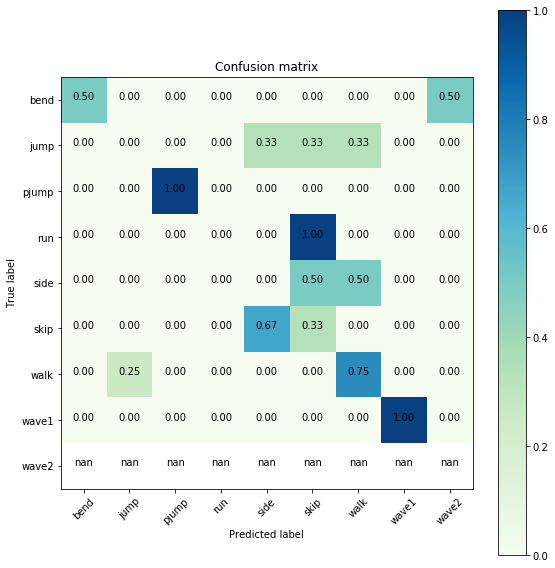 Confusion matrix
bend 0.50 0.00 0.00 0.00 0.00 0.00 0.00 0.00 0.50
jump 0.00 0.00 0.00 0.00 0.33 0.33 0.33 0.00 0.00
pjump 0.00 0.00 1.00 0.00 0.00 0.00 0.00 0.00 0.00
run 0.00 0.00 0.00 0.00 0.00 1.00 0.00 0.00 0.00
side 0.00 0.00 0.00 0.00 0.00 0.50 0.50 0.00 0.00
skip 0.00 0.00 0.00 0.00 0.67 0.33 0.00 0.00 0.00
walk 0.00 0.25 0.00 0.00 0.00 0.00 0.75 0.00 0.00
wave1 0.00 0.00 0.00 0.00 0.00 0.00 0.00 1.00 0.00
wave2 nan nan nan nan nan nan nan nan nan
True label
bend jump pjump run side skip walk wave1 wave2
Predicted label
1.0
0.8
0.6
0.4
0.2
0.0